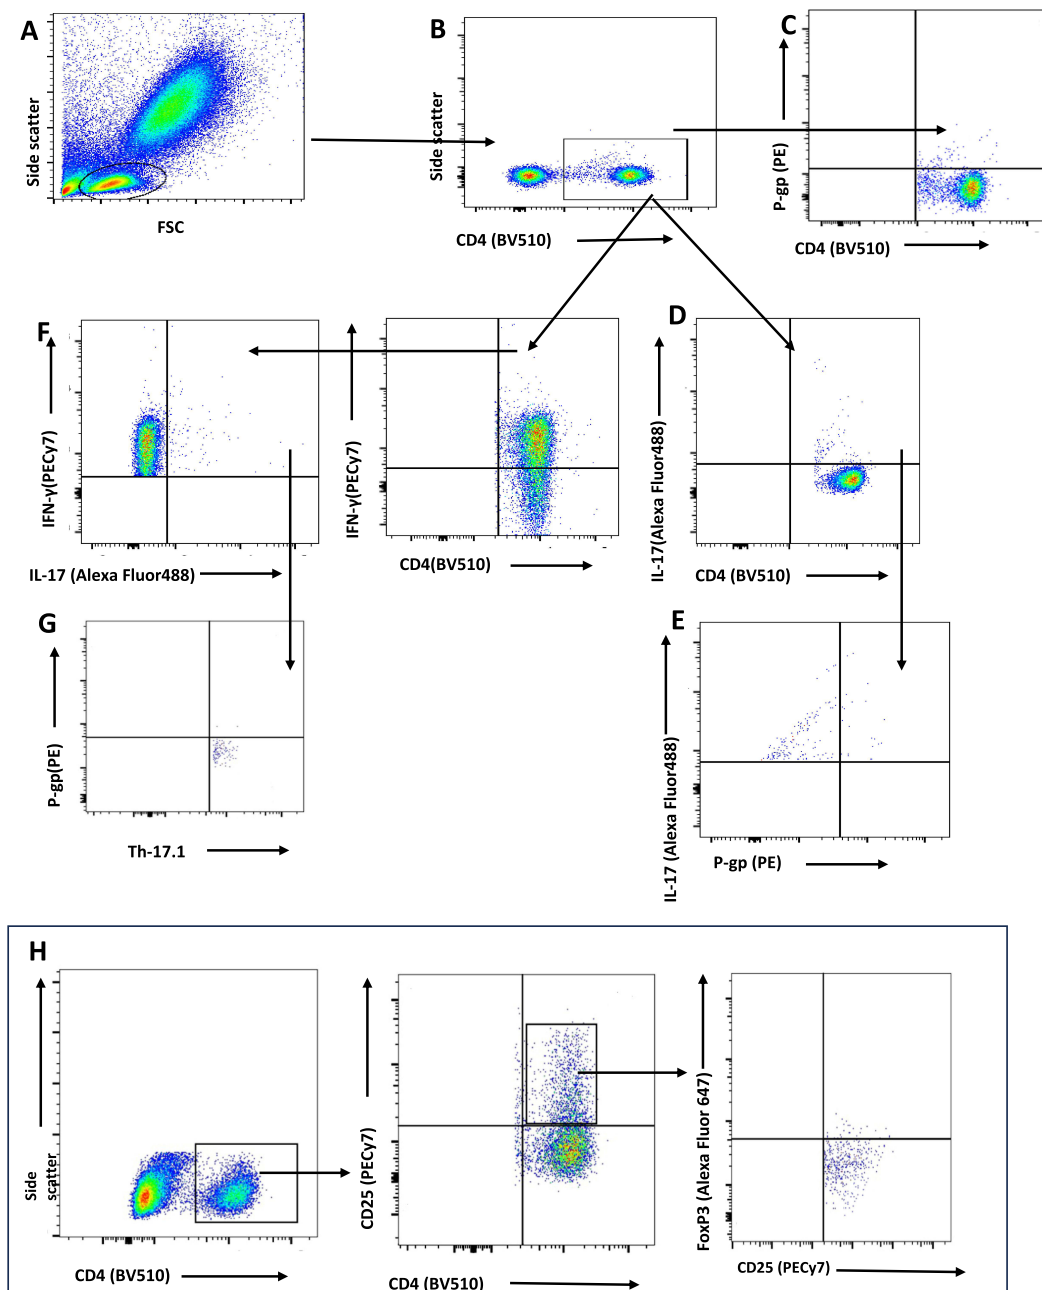 A
Side scatter
FSC
B
Side scatter
CD4 (BV510)
C
P-gp (PE)
CD4 (BV510)
F
IFN-γ(PECy7)
IL-17 (Alexa Fluor488)
IFN-γ(PECy7)
CD4(BV510)
D
IL-17(Alexa Fluor488)
CD4 (BV510)
G
P-gp(PE)
Th-17.1
E
IL-17 (Alexa Fluor488)
P-gp (PE)
H
Side
scatter
CD4 (BV510)
CD25 (PECy7)
CD4 (BV510)
FoxP3 (Alexa Fluor 647)
CD25 (PECy7)